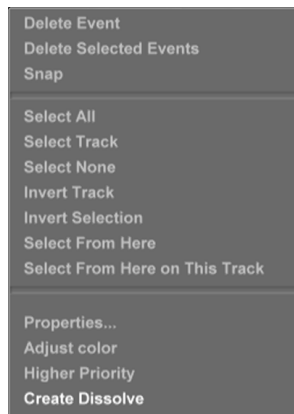 Delete Event
Delete Selected Events
Snap
Select All
Select Track
Select None
Invert Track
Invert Selection
Select From Here
Select From Here on This Track
Properties...
Adjust color
Higher Priority
Create Dissolve